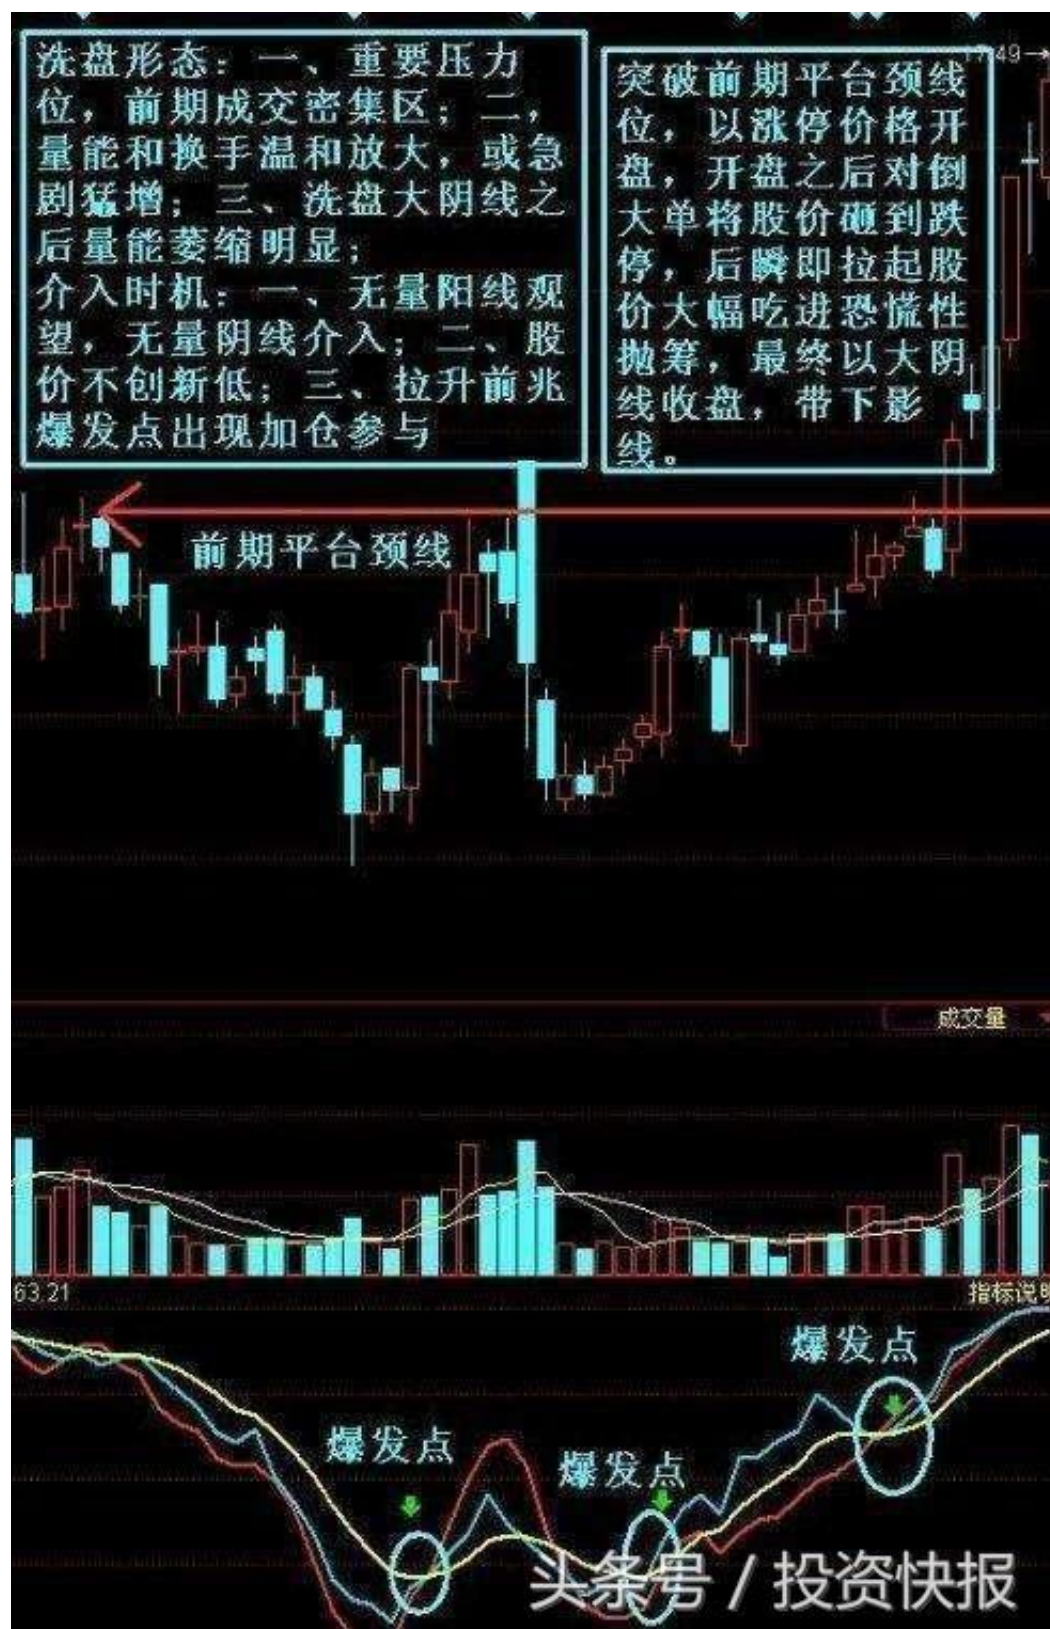 洗盘形态：一、重要压力
位，前期成交密集区；二，
量能和换手温和放大，或急
剧猛增；三、洗盘大阴线之
后量能萎缩明显；
介入时机：一、无量阳线观
望，无量阴线介入；二、股
价不创新低；三、拉升前兆
爆发点出现加仓参与
17.49→
突破前期平台颈线
位，以涨停价格开
盘，开盘之后对倒
大单将股价砸到跌
停，后瞬即拉起股
价大幅吃进恐慌性
抛筹，最终以大阴
线收盘，带下影
线。
前期平台颈线
成交量
63.21
指标说明
爆发点
爆发点
爆发点
头条号 / 投资快报